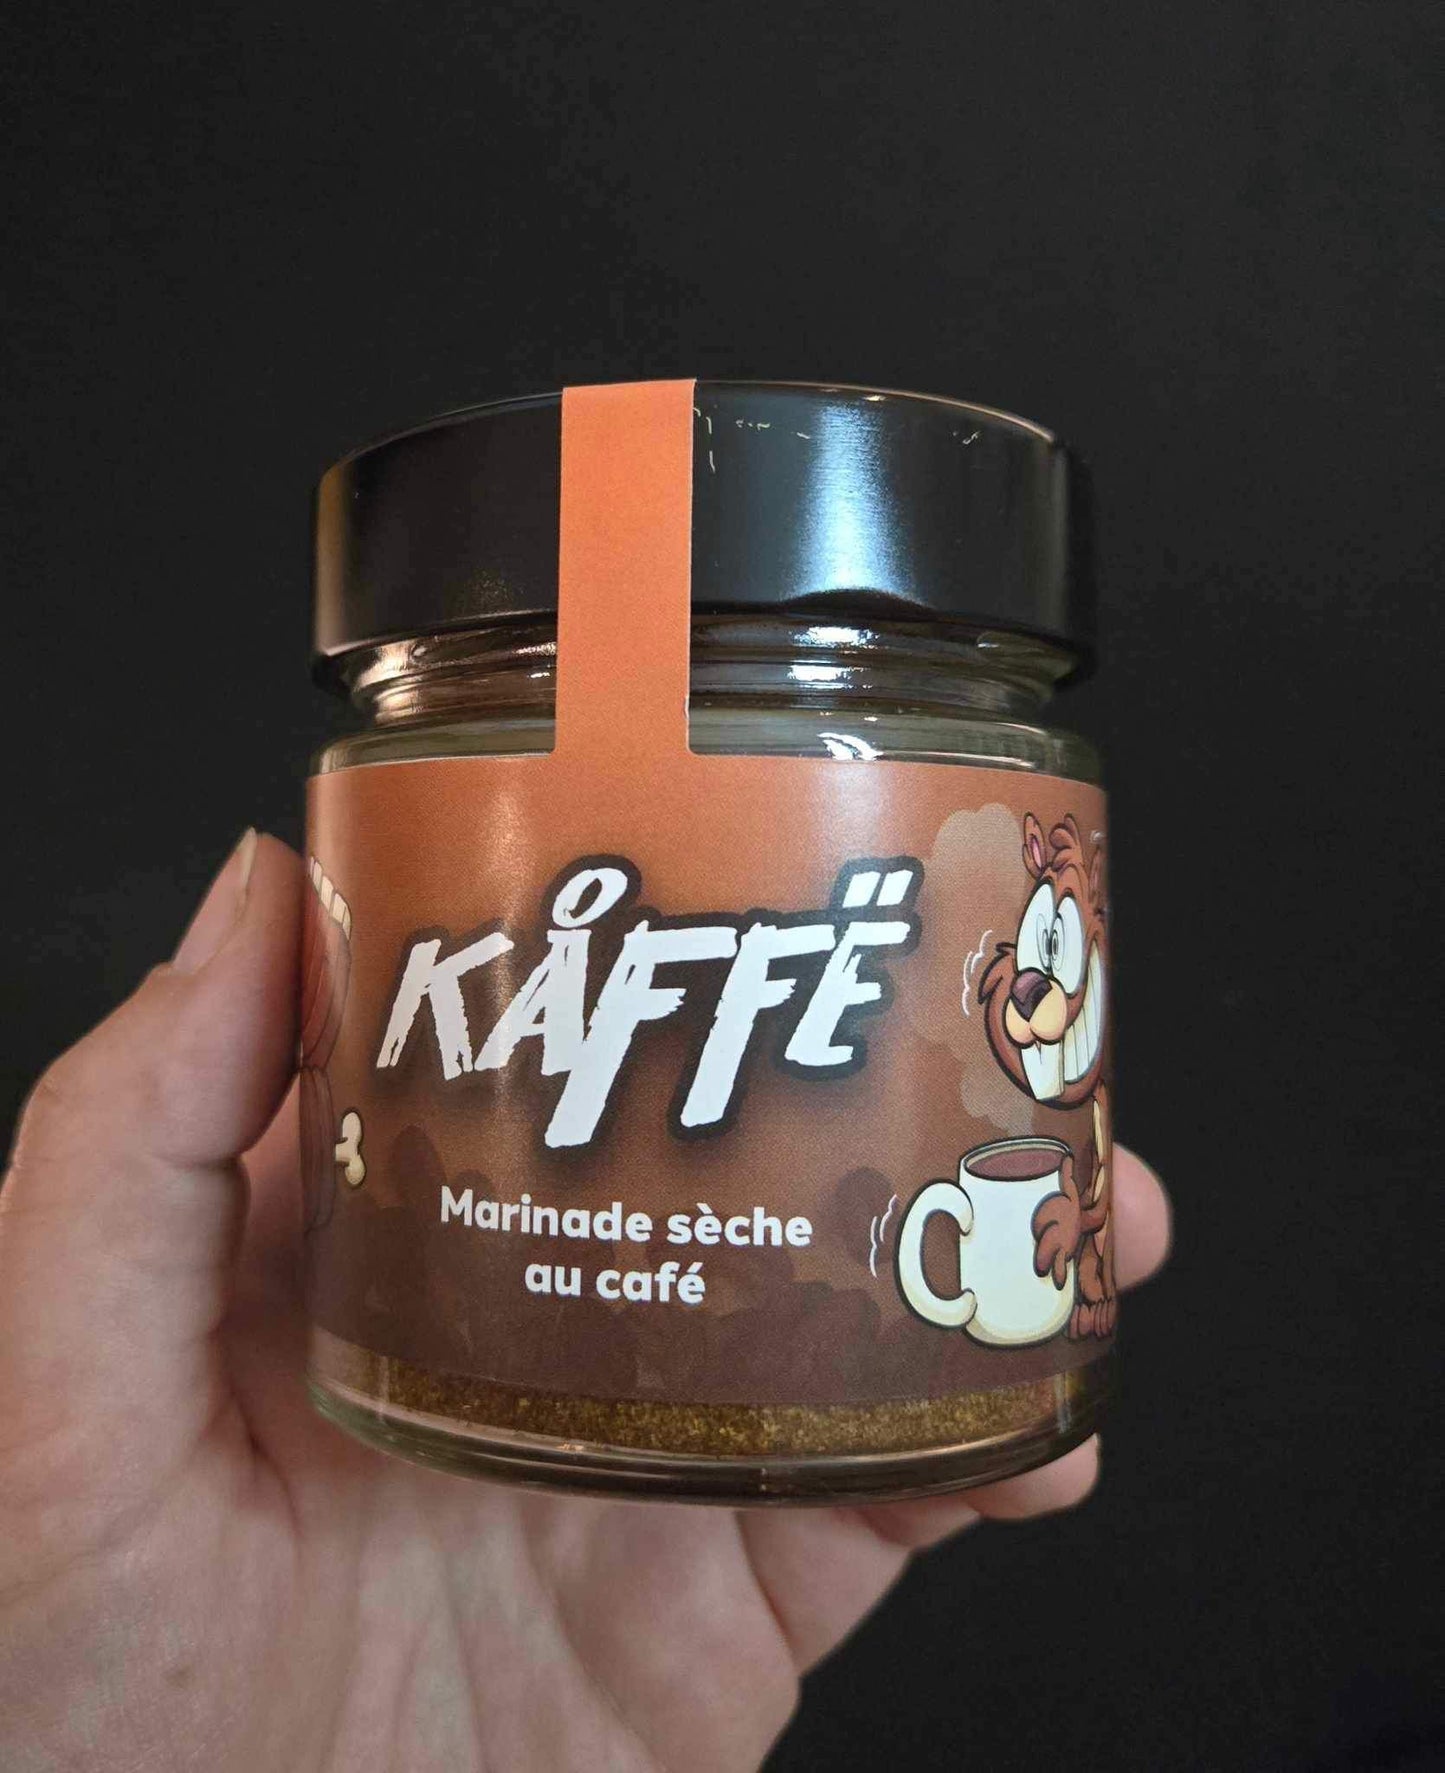 KÅFFË
Marinade sèche
au café